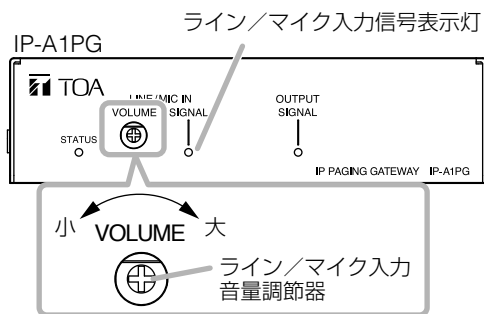 ライン／マイク入力信号表示灯
IP-A1PG
TOA
LINE/MIC IN
VOLUME SIGNAL
OUTPUT
SIGNAL
STATUS
IP PAGING GATEWAY IP-A1PG
小 VOLUME 大
ライン／マイク入力
音量調節器